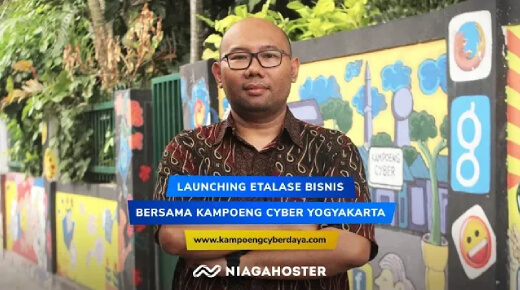 KAMPOENG
CYBER
LAUNCHING ETALASE BISNIS
BERSAMA KAMPOENG CYBER YOGYAKARTA
www.kampoengcyberdaya.com
NIAGAHOSTER